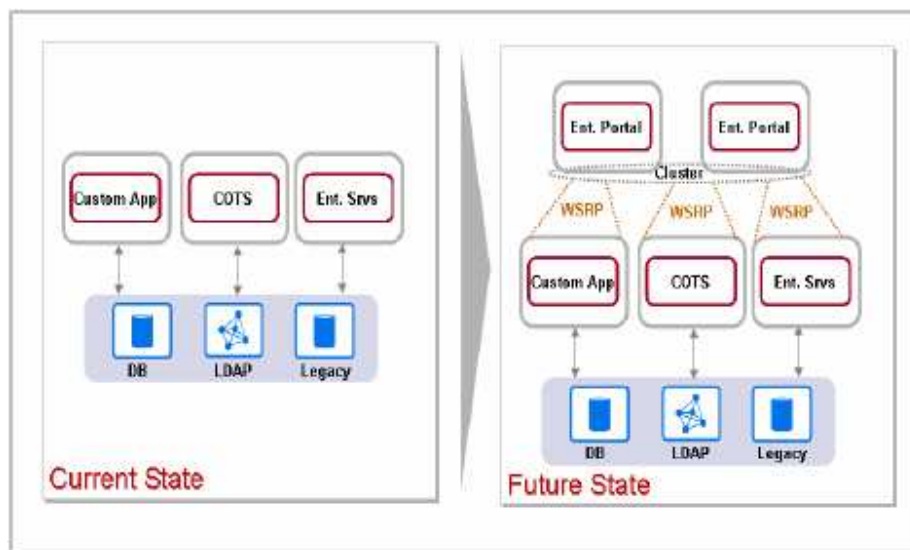 Custom App
COTS
Ent. Srvs
DB
LDAP
Legacy
Current State
Ent. Portal
Ent. Portal
Cluster
WSRP
WSRP
WSRP
Custom App
COTS
Ent. Srvs
DB
LDAP
Legacy
Future State